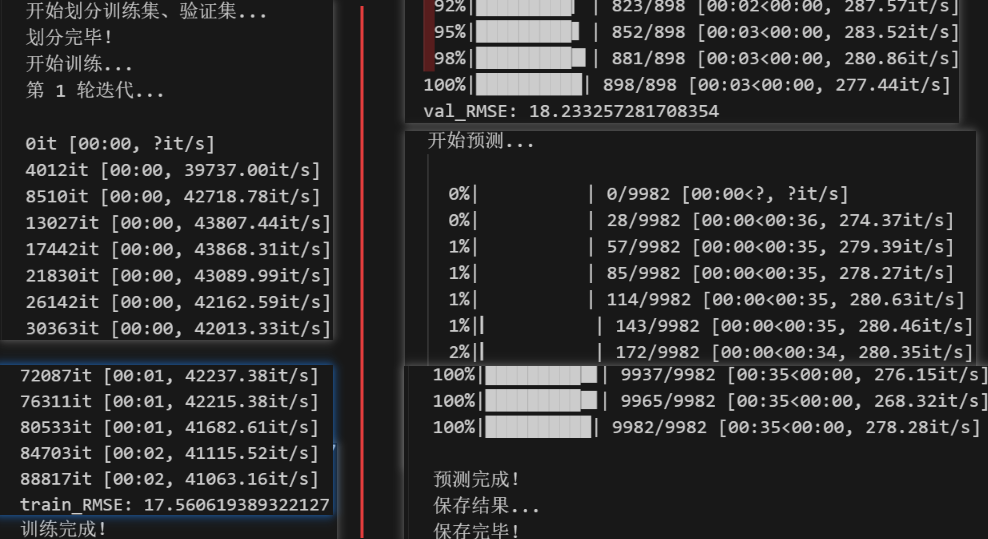 开始划分训练集、验证集...
划分完毕!
开始训练...
第 1 轮迭代...
0it [00:00, ?it/s]
4012it [00:00, 39737.00it/s]
8510it [00:00, 42718.78it/s]
13027it [00:00, 43807.44it/s]
17442it [00:00, 43868.31it/s]
21830it [00:00, 43089.99it/s]
26142it [00:00, 42162.59it/s]
30363it [00:00, 42013.33it/s]
72087it [00:01, 42237.38it/s]
76311it [00:01, 42215.38it/s]
80533it [00:01, 41682.61it/s]
84703it [00:02, 41115.52it/s]
88817it [00:02, 41063.16it/s]
train_RMSE: 17.560619389322127
训练完成!
92%| | 823/898 [00:02<00:00, 287.57it/s]
95%| | 852/898 [00:03<00:00, 283.52it/s]
98%| | 881/898 [00:03<00:00, 280.86it/s]
100%| | 898/898 [00:03<00:00, 277.44it/s]
val_RMSE: 18.233257281708354
开始预测...
0%| | 0/9982 [00:00<?, ?it/s]
0%| | 28/9982 [00:00<00:36, 274.37it/s]
1%| | 57/9982 [00:00<00:35, 279.39it/s]
1%| | 85/9982 [00:00<00:35, 278.27it/s]
1%| | 114/9982 [00:00<00:35, 280.63it/s]
1%| | 143/9982 [00:00<00:35, 280.46it/s]
2%| | 172/9982 [00:00<00:34, 280.35it/s]
100%| | 9937/9982 [00:35<00:00, 276.15it/s]
100%| | 9965/9982 [00:35<00:00, 268.32it/s]
100%| | 9982/9982 [00:35<00:00, 278.28it/s]
预测完成!
保存结果...
保存完毕!